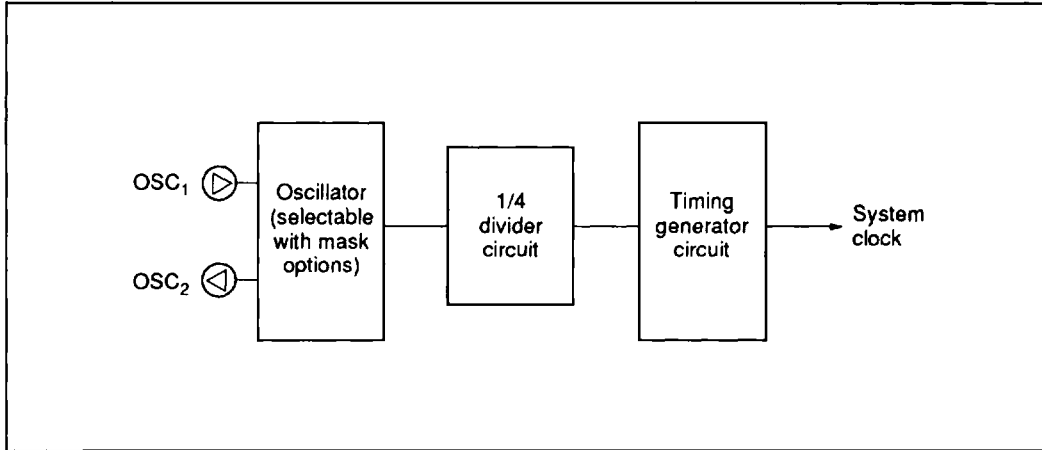 OSC₁
OSC₂
Oscillator
(selectable
with mask
options)
1/4
divider
circuit
Timing
generator
circuit
System
clock